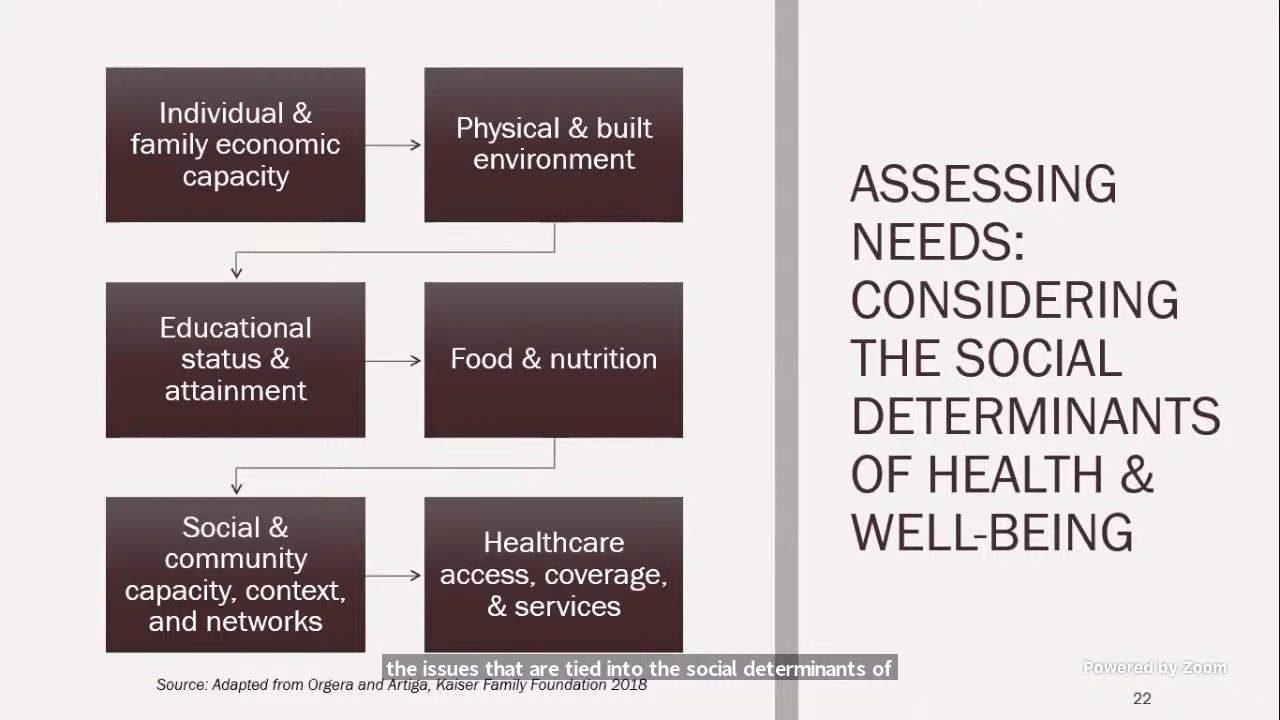 Individual &
family economic
capacity
Physical & built
environment
Educational
status &
attainment
Food & nutrition
Social &
community
capacity, context,
and networks
Healthcare
access, coverage,
& services
ASSESSING
NEEDS:
CONSIDERING
THE SOCIAL
DETERMINANTS
OF HEALTH &
WELL-BEING
the issues that are tied into the social determinants of
Source: Adapted from Orgera and Artiga, Kaiser Family Foundation 2018
Powered by Zoom
22